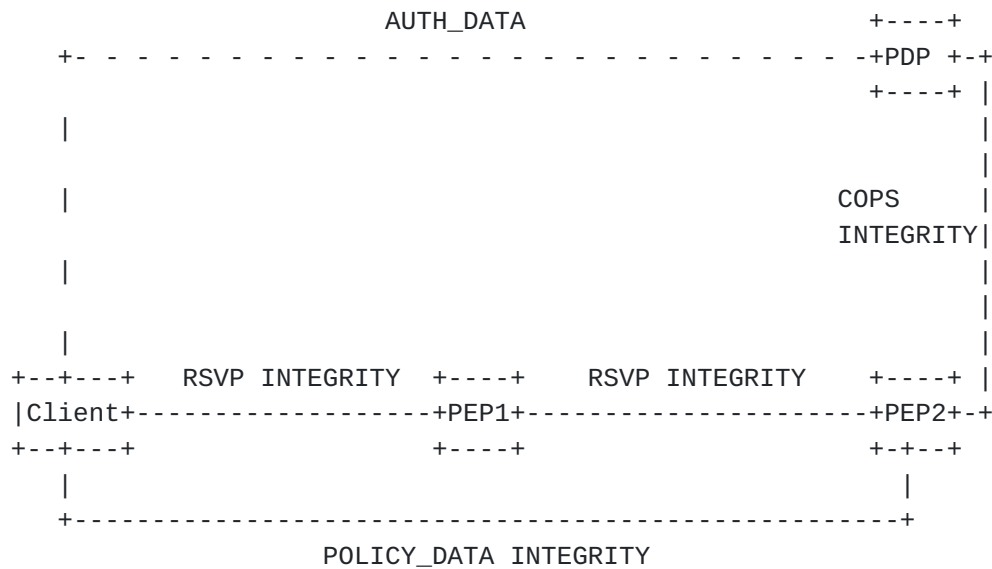 AUTH_DATA +----+
+- - - - - - - - - - - - - - - - - - - - - - - - - -+PDP +-+
+----+ |
| |
|
| COPS |
INTEGRITY|
| |
|
| |
+--+---+ RSVP INTEGRITY +----+ RSVP INTEGRITY +----+ |
|Client+-------------------+PEP1+----------------------+PEP2+-+
+--+---+ +----+ +-+--+
| |
+-----------------------------------------------------+
POLICY_DATA INTEGRITY